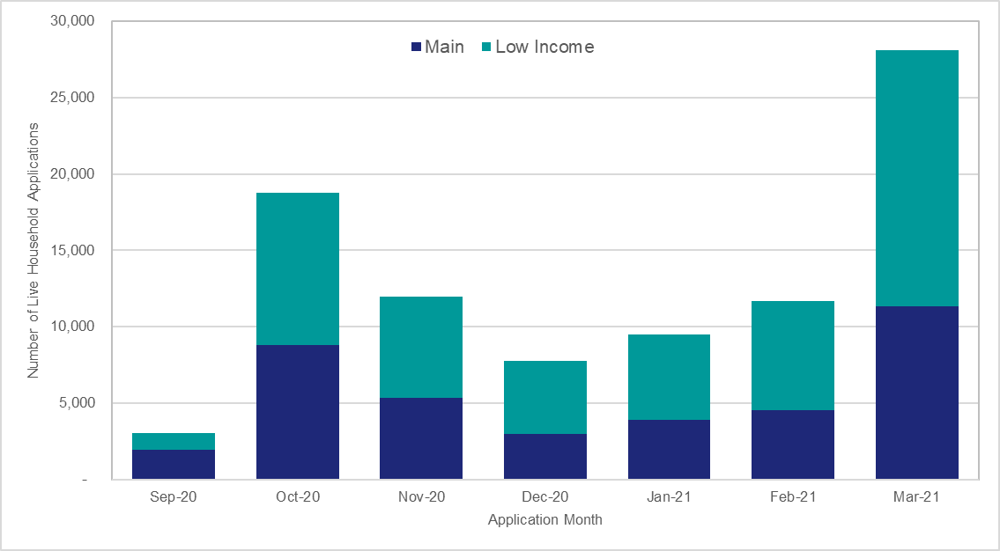 Number of Live Household Applications
30,000
25,000
20,000
15,000
10,000
5,000
-
Main Low Income
Sep-20 Oct-20 Nov-20 Dec-20 Jan-21 Feb-21 Mar-21
Application Month